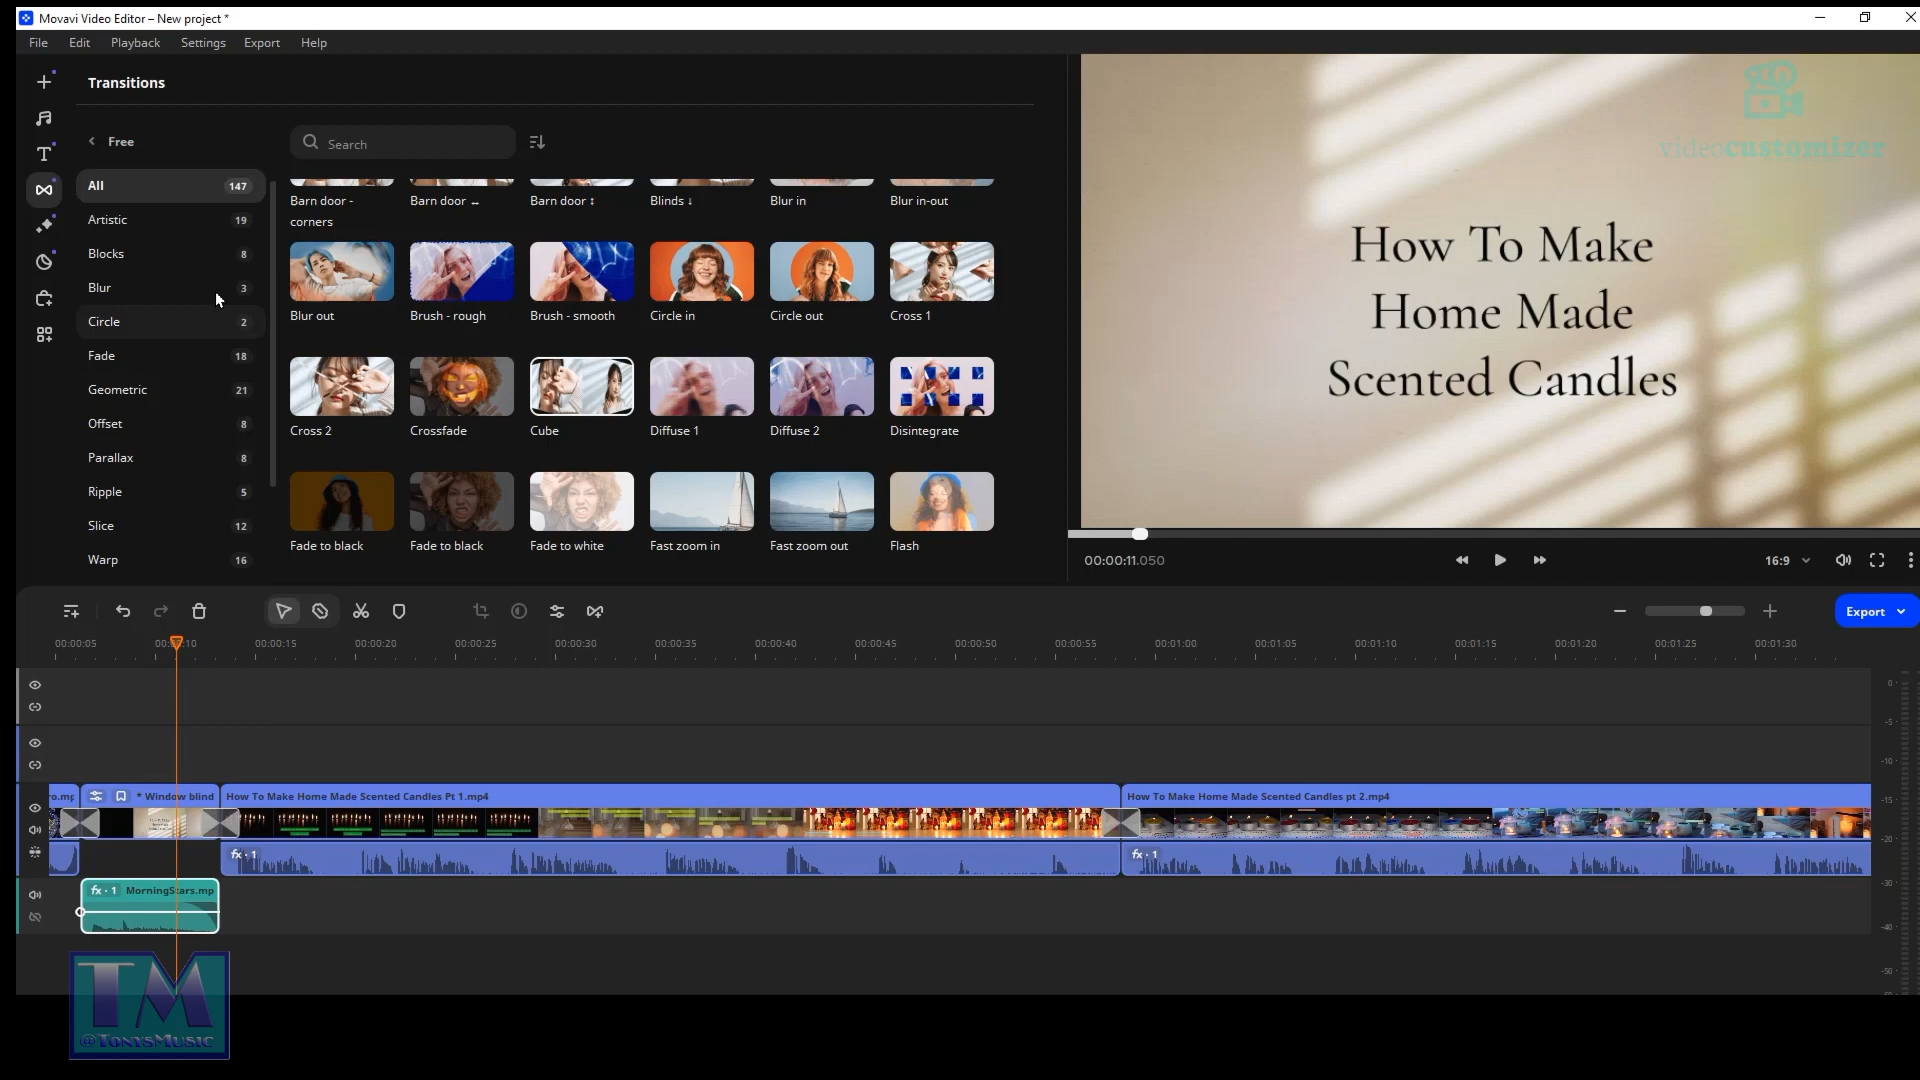 Movavi Video Editor – New project *
File Edit Playback Settings Export Help
Transitions
Free
Search
All 147
Artistic 19
Blocks 8
Blur 3
Circle 2
Fade 18
Geometric 21
Offset 8
Parallax 8
Ripple 5
Slice 12
Warp 16
Barn door - corners
Barn door ↔
Barn door ↕
Blinds ↓
Blur in
Blur in-out
Blur out
Brush - rough
Brush - smooth
Circle in
Circle out
Cross 1
Cross 2
Crossfade
Cube
Diffuse 1
Diffuse 2
Disintegrate
Fade to black
Fade to black
Fade to white
Fast zoom in
Fast zoom out
Flash
videocustomizer
How To Make
Home Made
Scented Candles
00:00:11.050
16:9
Export
00:00:05 00:00:15 00:00:20 00:00:25 00:00:30 00:00:35 00:00:40 00:00:45 00:00:50 00:00:55 00:01:00 00:01:05 00:01:10 00:01:15 00:01:20 00:01:25 00:01:30
* Window blind
How To Make Home Made Scented Candles Pt 1.mp4
How To Make Home Made Scented Candles pt 2.mp4
fx · 1
fx · 1
fx · 1 MorningStars.mp
0
-5
-10
-15
-20
-30
-40
-50
TM
@TonysMusic